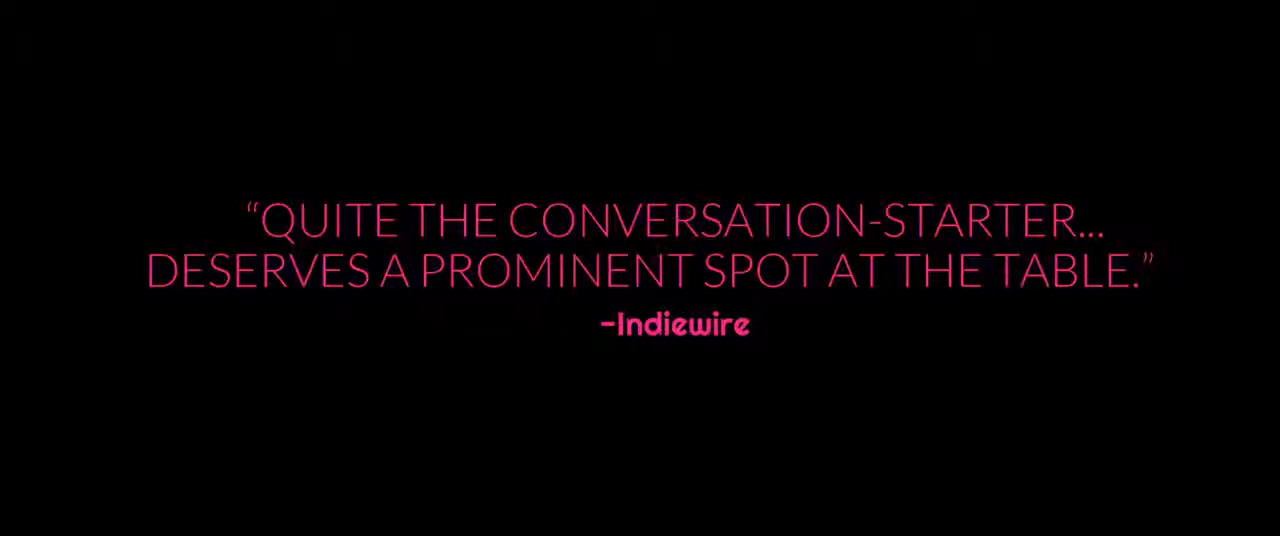 “QUITE THE CONVERSATION-STARTER...
DESERVES A PROMINENT SPOT AT THE TABLE.”
-Indiewire